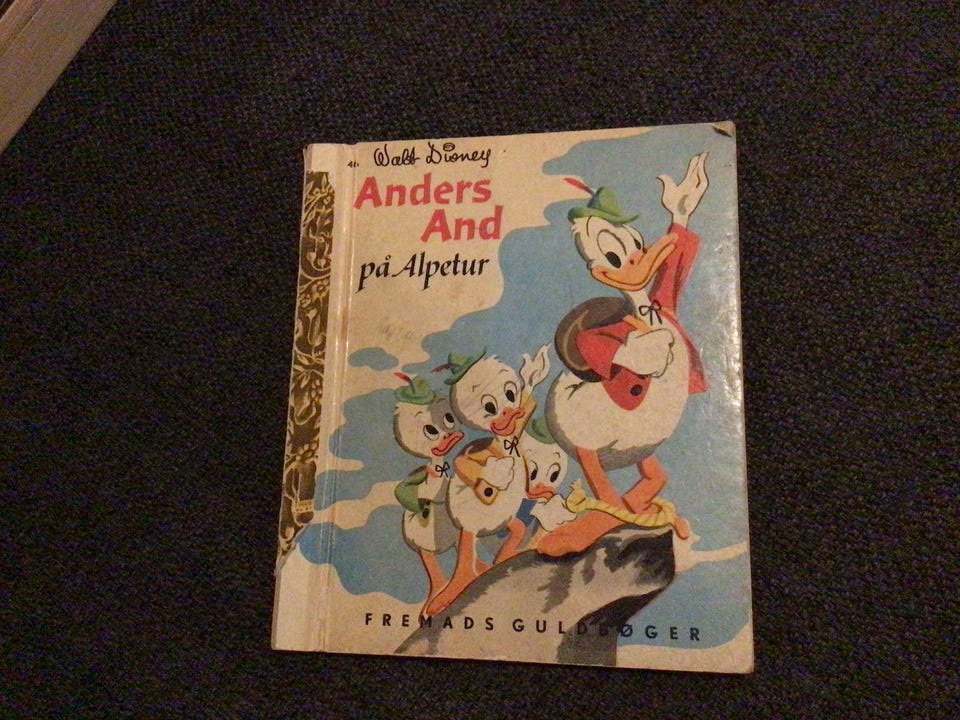 Walt Disney
Anders
And
på Alpetur
FREMADS GULDBØGER